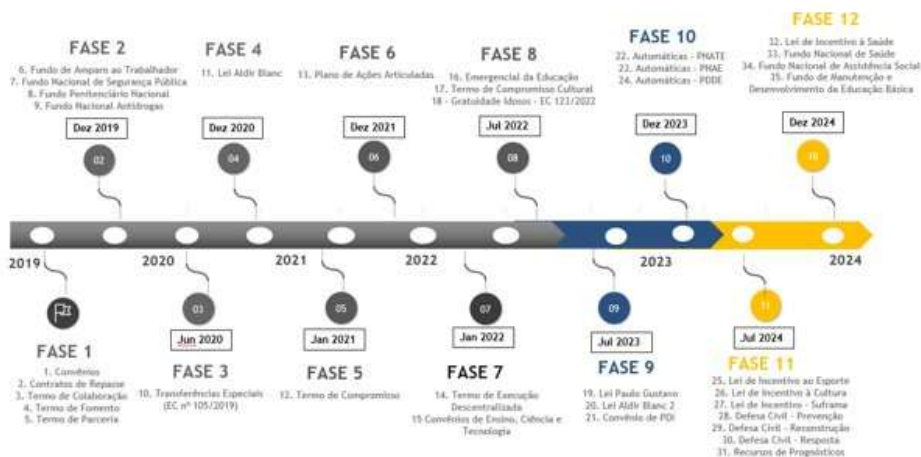 FASE 2
6. Fundo de Amparo ao Trabalhador
7. Fundo Nacional de Segurança Pública
8. Fundo Penitenciário Nacional
9. Fundo Nacional Antidrogas
Dez 2019
02
FASE 4
11. Lei Aldir Blanc
Dez 2020
04
FASE 6
13. Plano de Ações Articuladas
Dez 2021
06
FASE 8
16. Emergencial da Educação
17. Termo de Compromisso Cultural
18 - Gratuidade Idosos - EC 123/2022
Jul 2022
08
FASE 10
22. Automáticas - PNATE
23. Automáticas - PNAE
24. Automáticas - PDDE
Dez 2023
10
FASE 12
32. Lei de Incentivo à Saúde
33. Fundo Nacional de Saúde
34. Fundo Nacional de Assistência Social
35. Fundo de Manutenção e
Desenvolvimento da Educação Básica
Dez 2024
2019
2020
2021
2022
2023
2024
FASE 1
1. Convênios
2. Contratos de Repasse
3. Termo de Colaboração
4. Termo de Fomento
5. Termo de Parceria
03
Jun 2020
FASE 3
10. Transferências Especiais
(EC nº 105/2019)
05
Jan 2021
FASE 5
12. Termo de Compromisso
07
Jan 2022
FASE 7
14. Termo de Execução
Descentralizada
15 Convênios de Ensino, Ciência e
Tecnologia
09
Jul 2023
FASE 9
19. Lei Paulo Gustavo
20. Lei Aldir Blanc 2
21. Convênio de PDI
11
Jul 2024
FASE 11
25. Lei de Incentivo ao Esporte
26. Lei de Incentivo à Cultura
27. Lei de Incentivo - Suframa
28. Defesa Civil - Prevenção
29. Defesa Civil - Reconstrução
30. Defesa Civil - Resposta
31. Recursos de Prognósticos